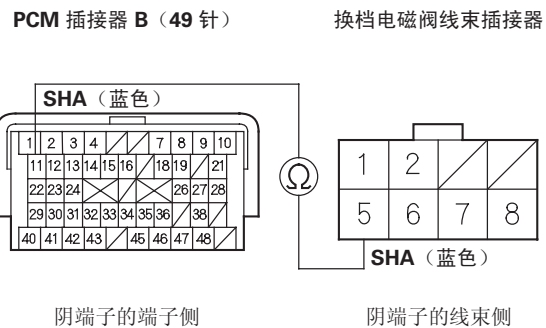 PCM 插接器 B（49 针）
换档电磁阀线束插接器
SHA（蓝色）
1 2 3 4 7 8 9 10
11 12 13 14 15 16 18 19 21
22 23 24 26 27 28
29 30 31 32 33 34 35 36 38
40 41 42 43 45 46 47 48
Ω
1 2
5 6 7 8
SHA（蓝色）
阴端子的端子侧
阴端子的线束侧